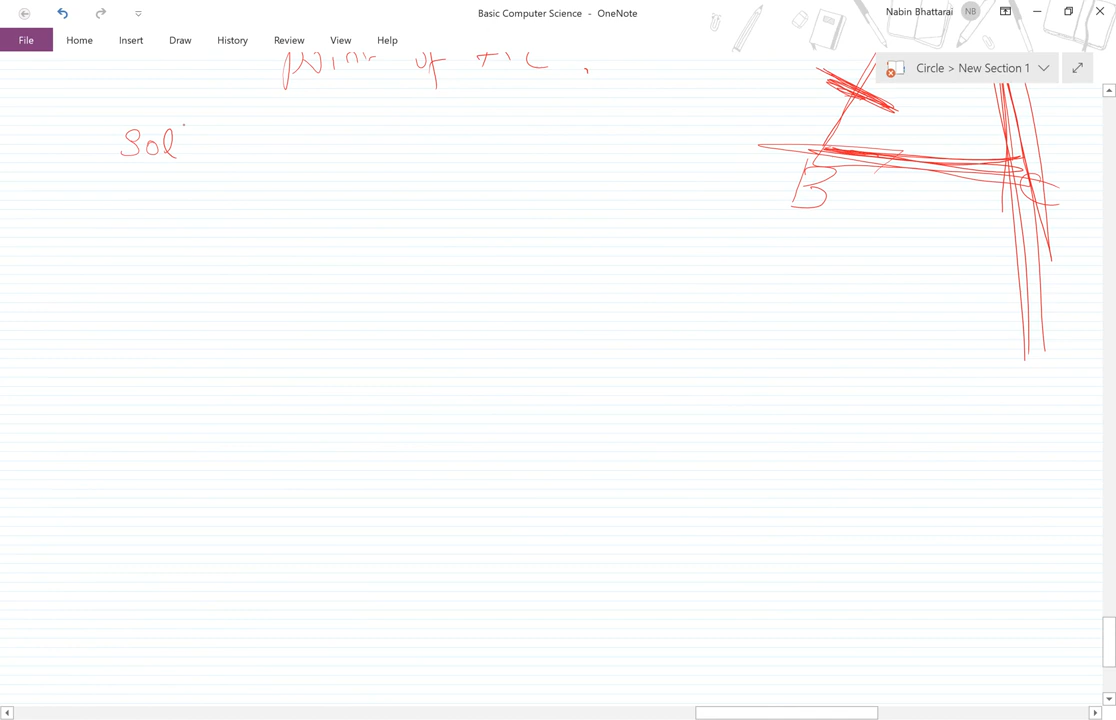 Basic Computer Science - OneNote
Nabin Bhattarai NB
File Home Insert Draw History Review View Help
Circle > New Section 1
of
Sol
B
C